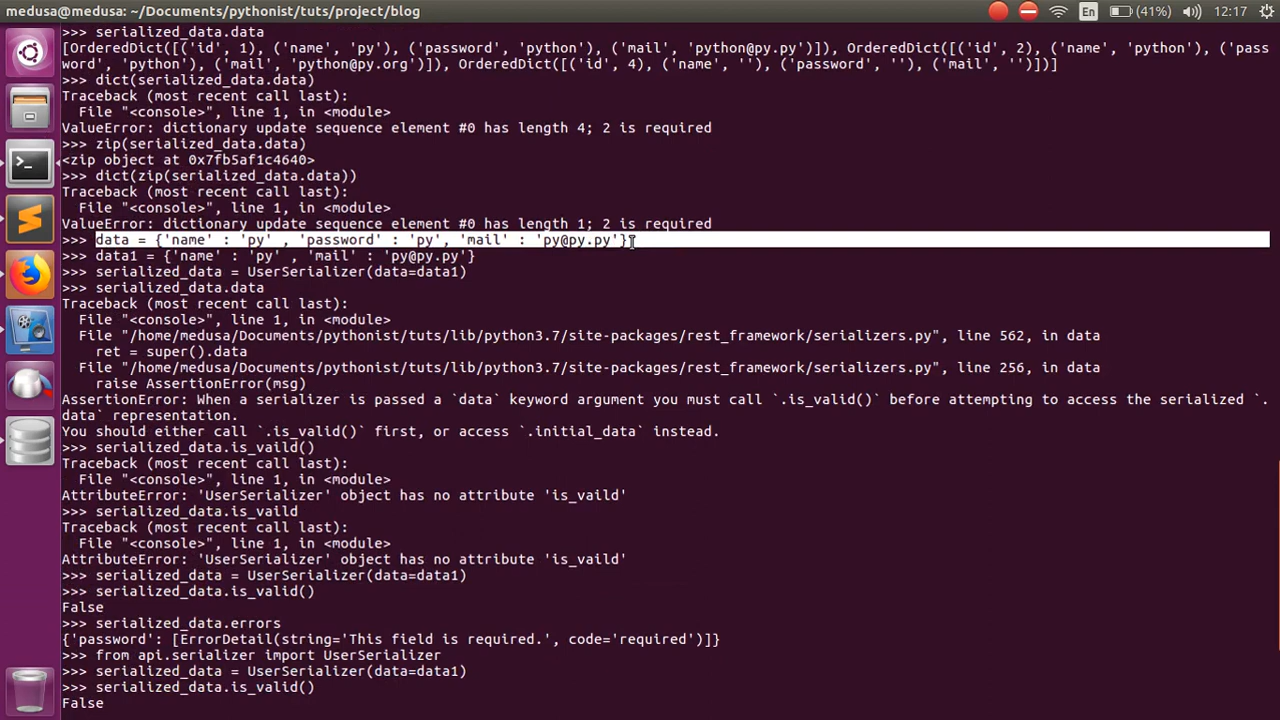 medusa@medusa: ~/Documents/pythonist/tuts/project/blog
En
(41%)
12:17
>>> serialized_data.data
[OrderedDict([('id', 1), ('name', 'py'), ('password', 'python'), ('mail', 'python@py.py')]), OrderedDict([('id', 2), ('name', 'python'), ('pass
word', 'python'), ('mail', 'python@py.org')]), OrderedDict([('id', 4), ('name', ''), ('password', ''), ('mail', '')])]
>>> dict(serialized_data.data)
Traceback (most recent call last):
  File "<console>", line 1, in <module>
ValueError: dictionary update sequence element #0 has length 4; 2 is required
>>> zip(serialized_data.data)
<zip object at 0x7fb5af1c4640>
>>> dict(zip(serialized_data.data))
Traceback (most recent call last):
  File "<console>", line 1, in <module>
ValueError: dictionary update sequence element #0 has length 1; 2 is required
>>> data = {'name' : 'py' , 'password' : 'py', 'mail' : 'py@py.py'}
>>> data1 = {'name' : 'py' , 'mail' : 'py@py.py'}
>>> serialized_data = UserSerializer(data=data1)
>>> serialized_data.data
Traceback (most recent call last):
  File "<console>", line 1, in <module>
  File "/home/medusa/Documents/pythonist/tuts/lib/python3.7/site-packages/rest_framework/serializers.py", line 562, in data
    ret = super().data
  File "/home/medusa/Documents/pythonist/tuts/lib/python3.7/site-packages/rest_framework/serializers.py", line 256, in data
    raise AssertionError(msg)
AssertionError: When a serializer is passed a `data` keyword argument you must call `.is_valid()` before attempting to access the serialized `.
data` representation.
You should either call `.is_valid()` first, or access `.initial_data` instead.
>>> serialized_data.is_vaild()
Traceback (most recent call last):
  File "<console>", line 1, in <module>
AttributeError: 'UserSerializer' object has no attribute 'is_vaild'
>>> serialized_data.is_vaild
Traceback (most recent call last):
  File "<console>", line 1, in <module>
AttributeError: 'UserSerializer' object has no attribute 'is_vaild'
>>> serialized_data = UserSerializer(data=data1)
>>> serialized_data.is_valid()
False
>>> serialized_data.errors
{'password': [ErrorDetail(string='This field is required.', code='required')]}
>>> from api.serializer import UserSerializer
>>> serialized_data = UserSerializer(data=data1)
>>> serialized_data.is_valid()
False